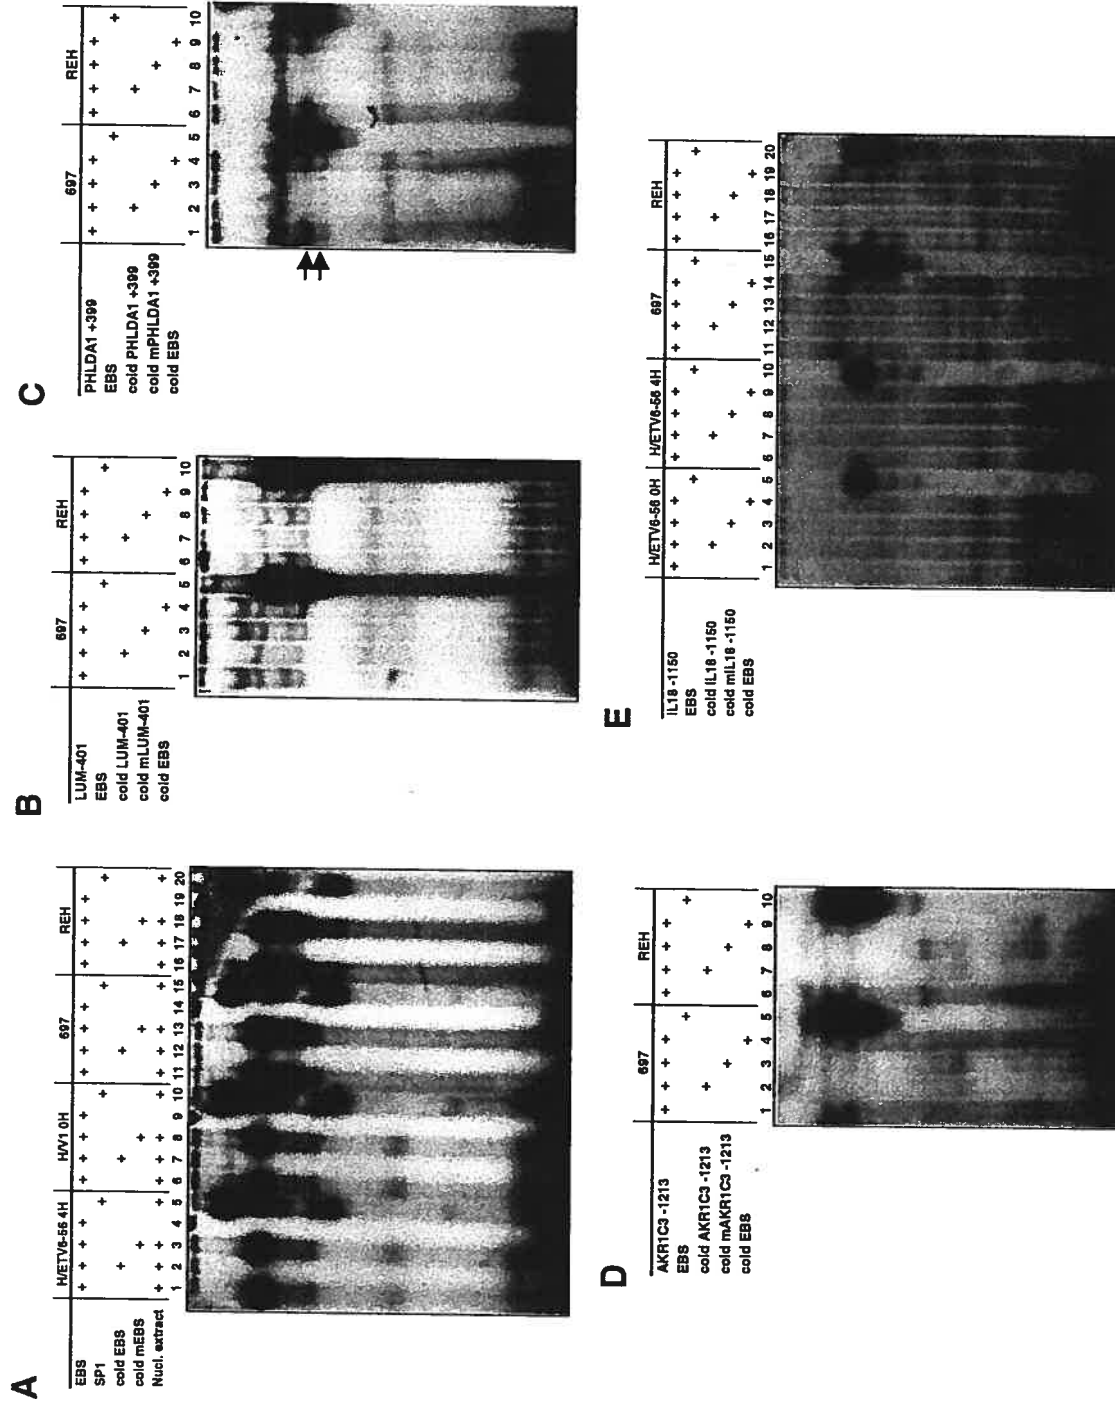 A
H/ETV6-56 4H H/V1 0H 697 REH
EBS + + + + + + + + + + + + + + + +
SP1 + + + +
cold EBS + + + +
cold mEBS + + + +
Nucl. extract + + + + + + + + + + + + + + + +
1 2 3 4 5 6 7 8 9 10 11 12 13 14 15 16 17 18 19 20
B
697 REH
LUM-401 + + + + + + + +
EBS + +
cold LUM-401 + +
cold mLUM-401 + +
cold EBS + +
1 2 3 4 5 6 7 8 9 10
C
697 REH
PHLDA1 +399 + + + + + + + +
EBS + +
cold PHLDA1 +399 + +
cold mPHLDA1 +399 + +
cold EBS + +
1 2 3 4 5 6 7 8 9 10
D
697 REH
AKR1C3 -1213 + + + + + + + +
EBS + +
cold AKR1C3 -1213 + +
cold mAKR1C3 -1213 + +
cold EBS + +
1 2 3 4 5 6 7 8 9 10
E
H/ETV6-56 0H H/ETV6-56 4H 697 REH
IL18 -1150 + + + + + + + + + + + + + + + +
EBS + + + +
cold IL18 -1150 + + + +
cold mIL18 -1150 + + + +
cold EBS + + + +
1 2 3 4 5 6 7 8 9 10 11 12 13 14 15 16 17 18 19 20